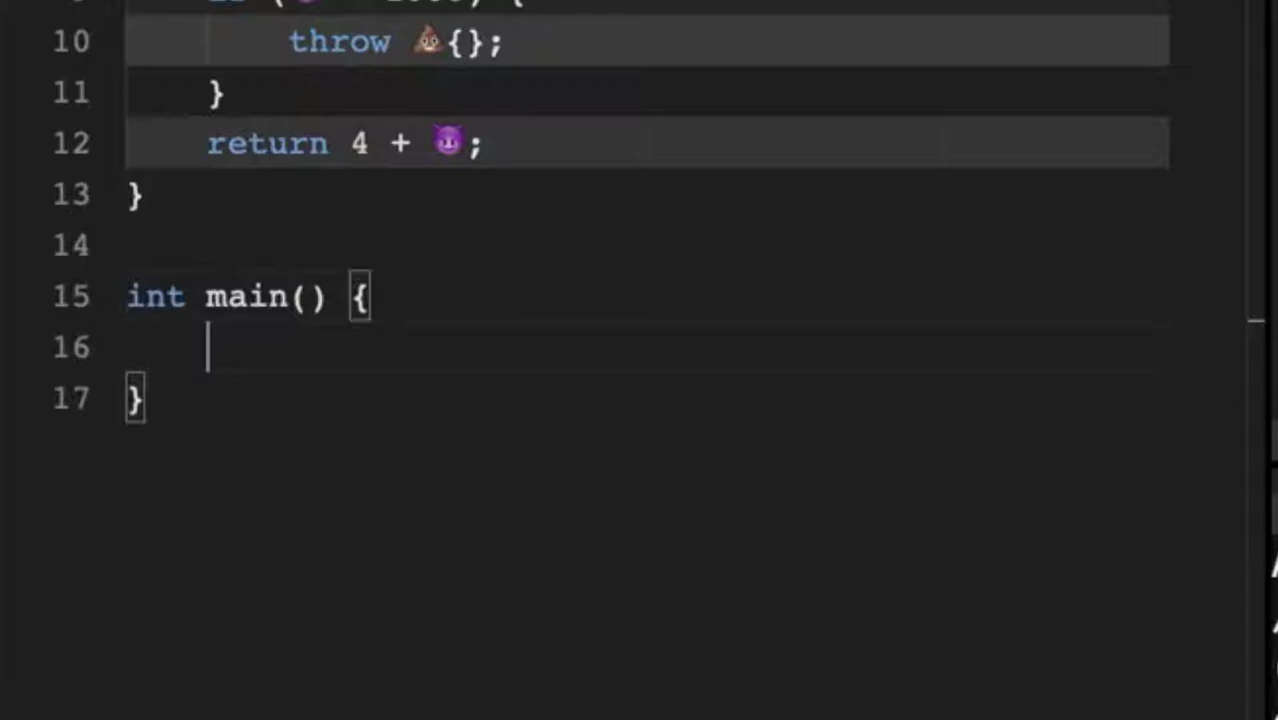 10 throw 💩{};
11 }
12 return 4 + 😈;
13 }
14
15 int main() {
16
17 }